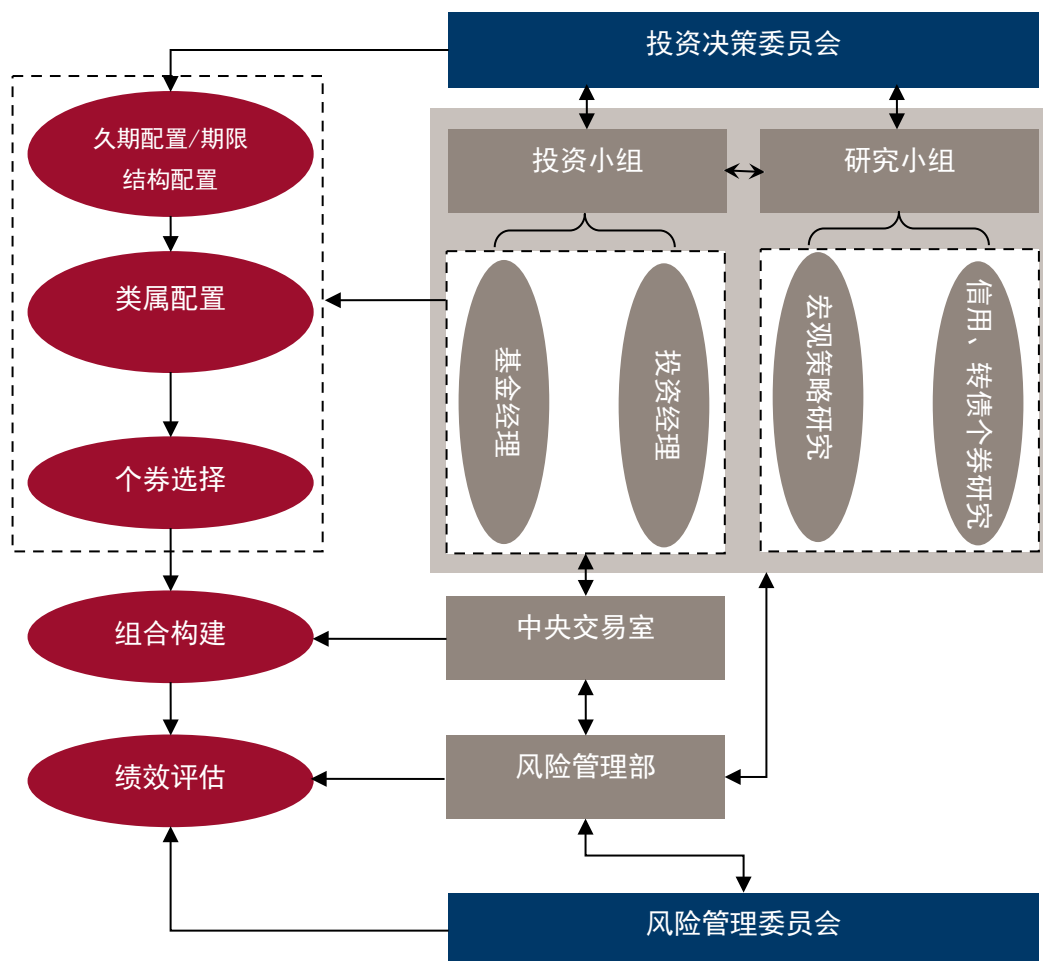 投资决策委员会
久期配置/期限
结构配置
投资小组
研究小组
类属配置
基金经理
投资经理
宏观策略研究
信用、转债个券研究
个券选择
组合构建
中央交易室
绩效评估
风险管理部
风险管理委员会